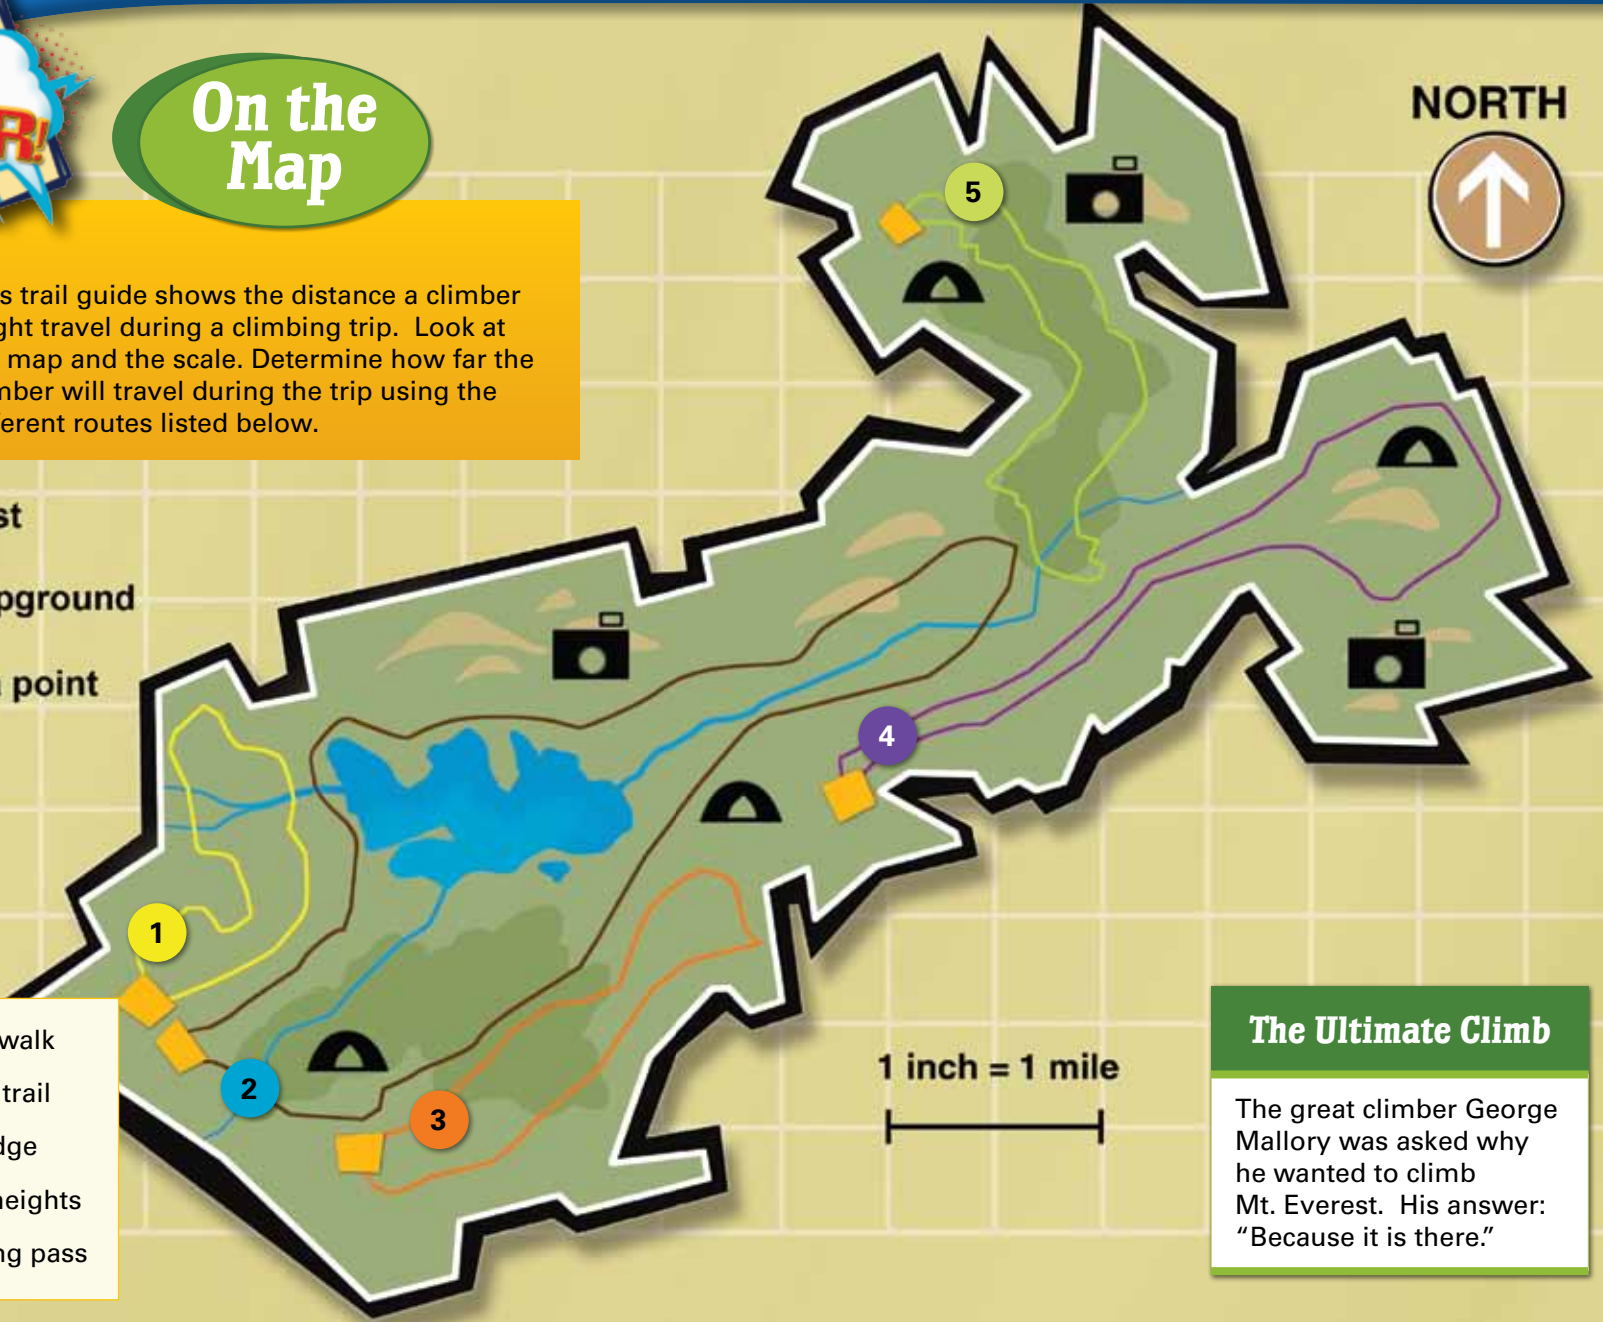 R!
On the
Map
s trail guide shows the distance a climber
ght travel during a climbing trip. Look at
map and the scale. Determine how far the
mber will travel during the trip using the
ferent routes listed below.
NORTH
5
st
pground
point
4
1
2
3
walk
trail
dge
heights
ng pass
1 inch = 1 mile
The Ultimate Climb
The great climber George
Mallory was asked why
he wanted to climb
Mt. Everest. His answer:
“Because it is there.”